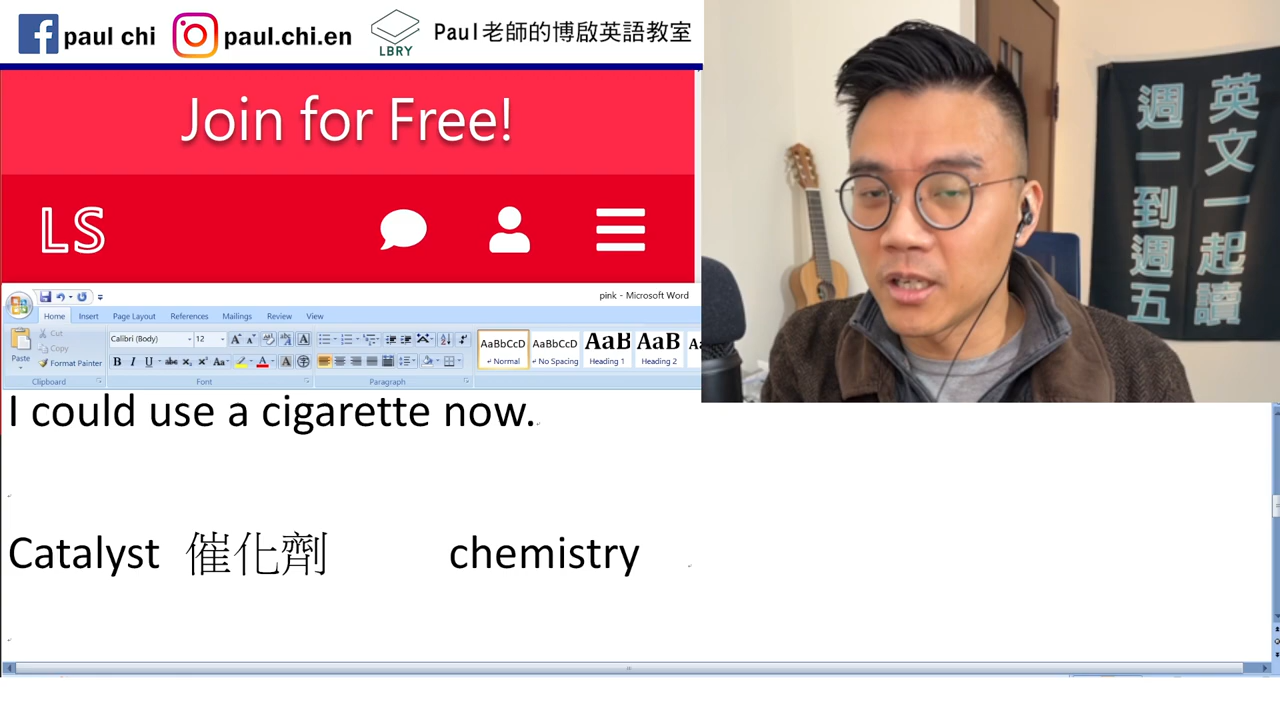 paul chi
paul.chi.en
LBRY
Paul老師的博啟英語教室
Join for Free!
LS
pink - Microsoft Word
Home Insert Page Layout References Mailings Review View
Paste
Cut
Copy
Format Painter
Clipboard
Calibri (Body) 12
Font
Paragraph
AaBbCcD
Normal
AaBbCcD
No Spacing
AaB
Heading 1
AaB
Heading 2
I could use a cigarette now.
Catalyst 催化劑 chemistry
英文一起讀
週一到週五